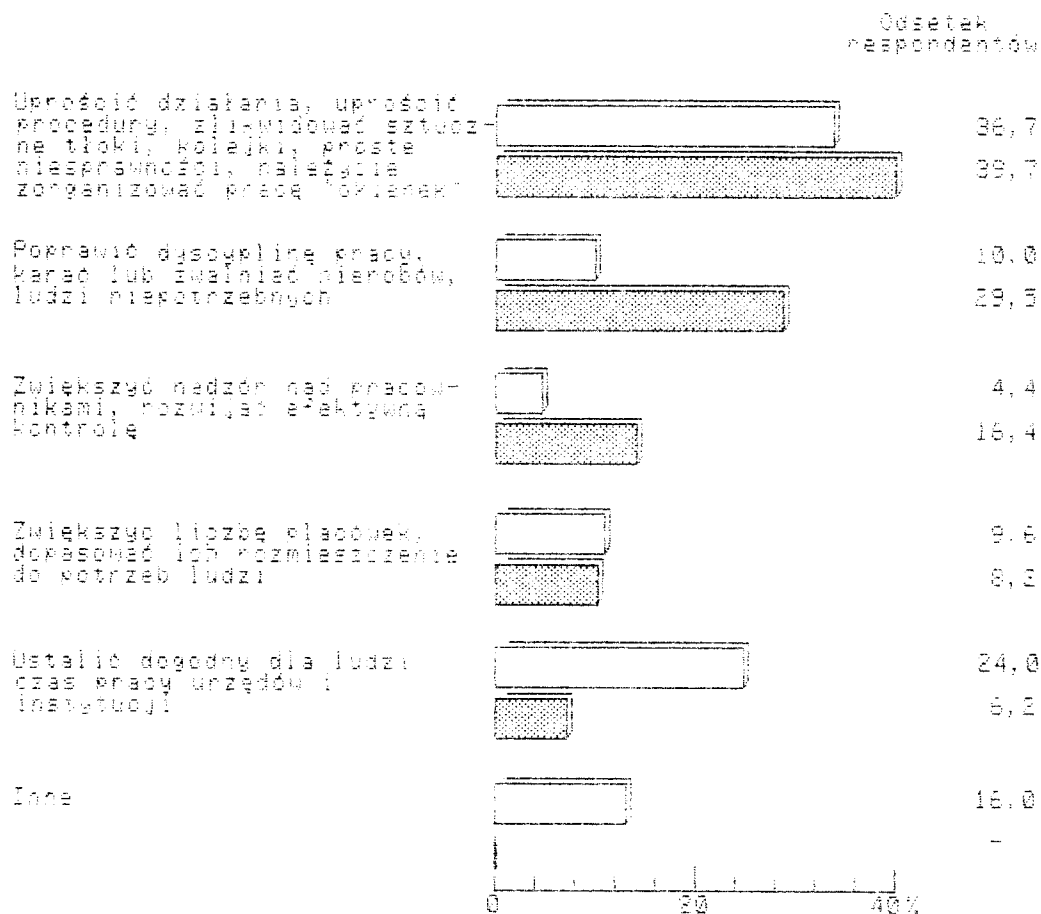 Odsetek
respondentów
Uprościć działania, uprościć
procedury, zlikwidować sztucz-
ne tłoki, kolejki, proste
niesprawności, należycie
zorganizować pracę "okienek"
36,7
39,7
Poprawić dyscyplinę pracy,
karać lub zwalniać nierobów,
ludzi niepotrzebnych
10.0
29,5
Zwiększyć nadzór nad pracow-
nikami, rozwijać efektywną
kontrolę
4,4
16,4
Zwiększyć liczbę placówek,
dopasować ich rozmieszczenie
do potrzeb ludzi
9.6
8,2
Ustalić dogodny dla ludzi
czas pracy urzędów i
instytucji
24,0
6,2
Inne
16.0
-
0 20 40%